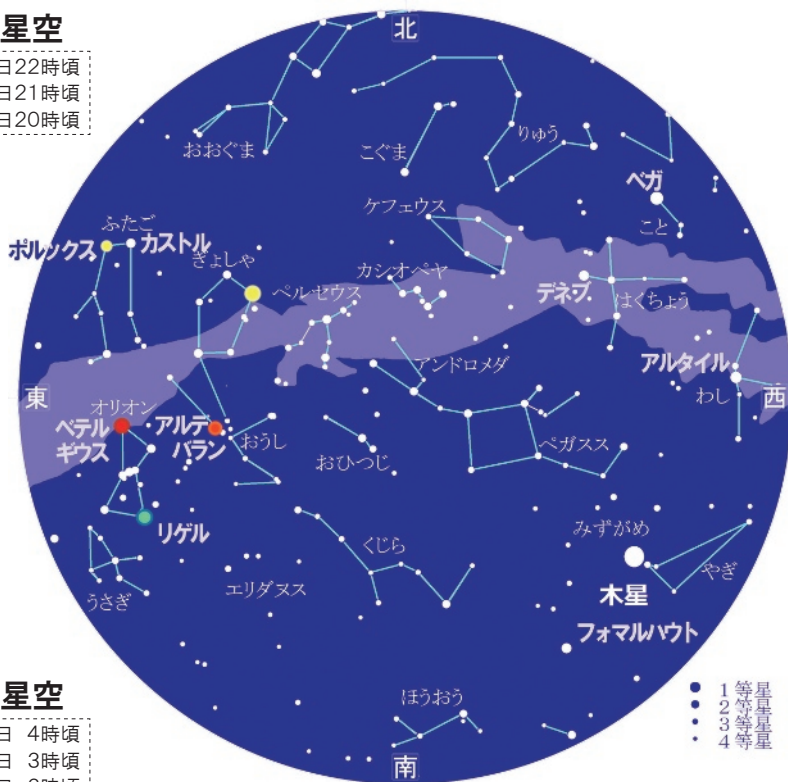 星空
日22時頃
日21時頃
日20時頃
北
おおぐま
こぐま
りゅう
ベガ
こと
ケフェウス
ふたご
ポルックス
カストル
ぎょしゃ
カシオペヤ
ペルセウス
デネブ
はくちょう
アンドロメダ
アルタイル
わし
東
西
オリオン
ベテル
ギウス
アルデ
バラン
おうし
おひつじ
ペガスス
リゲル
くじら
みずがめ
やぎ
うさぎ
エリダヌス
木星
フォマルハウト
ほうおう
南
1等星
2等星
3等星
4等星
星空
日 4時頃
日 3時頃